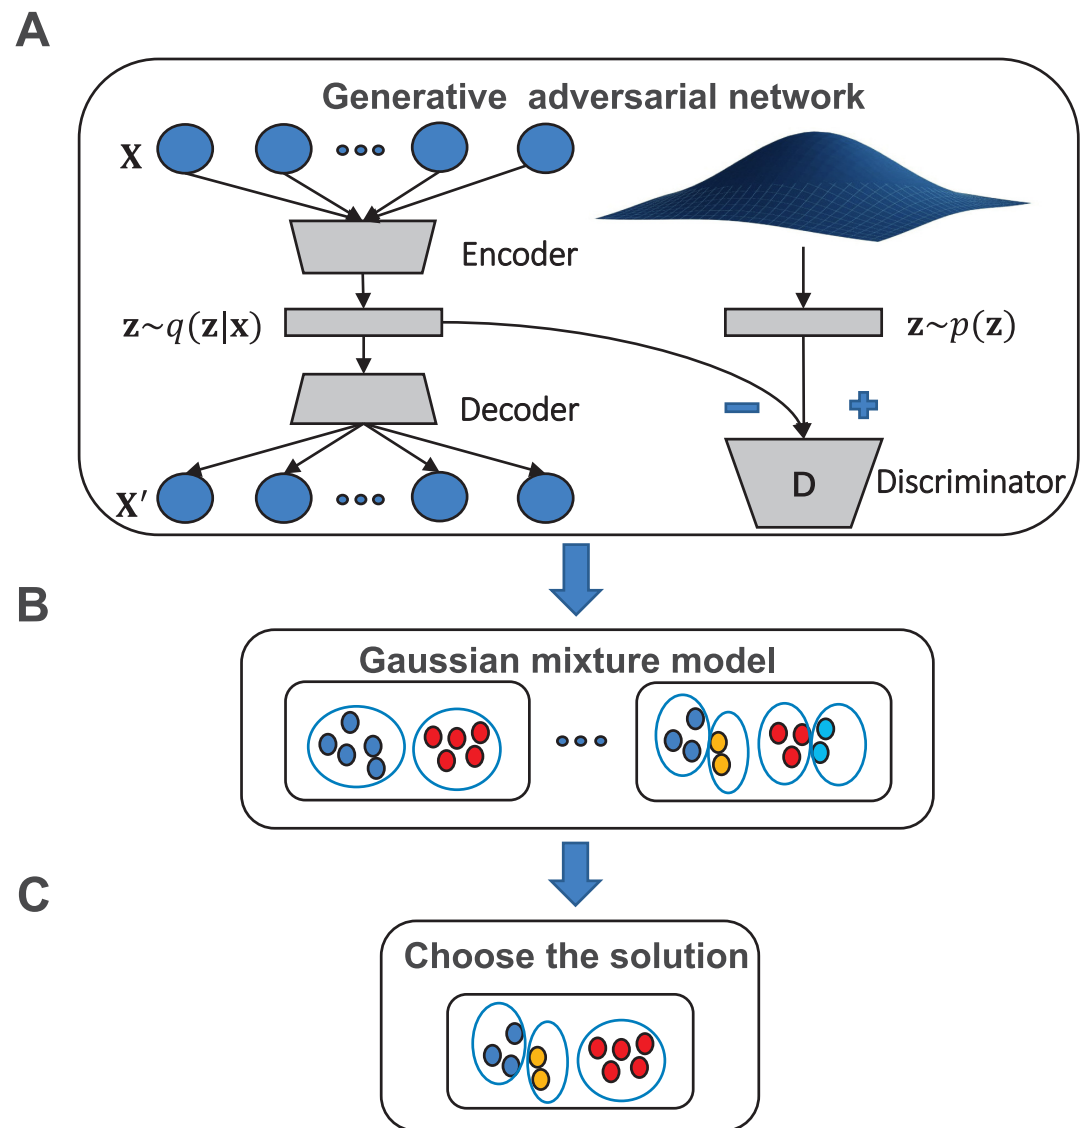 A
Generative adversarial network
X
Encoder
z~q(z|x)
z~p(z)
Decoder
D
Discriminator
X′
B
Gaussian mixture model
C
Choose the solution